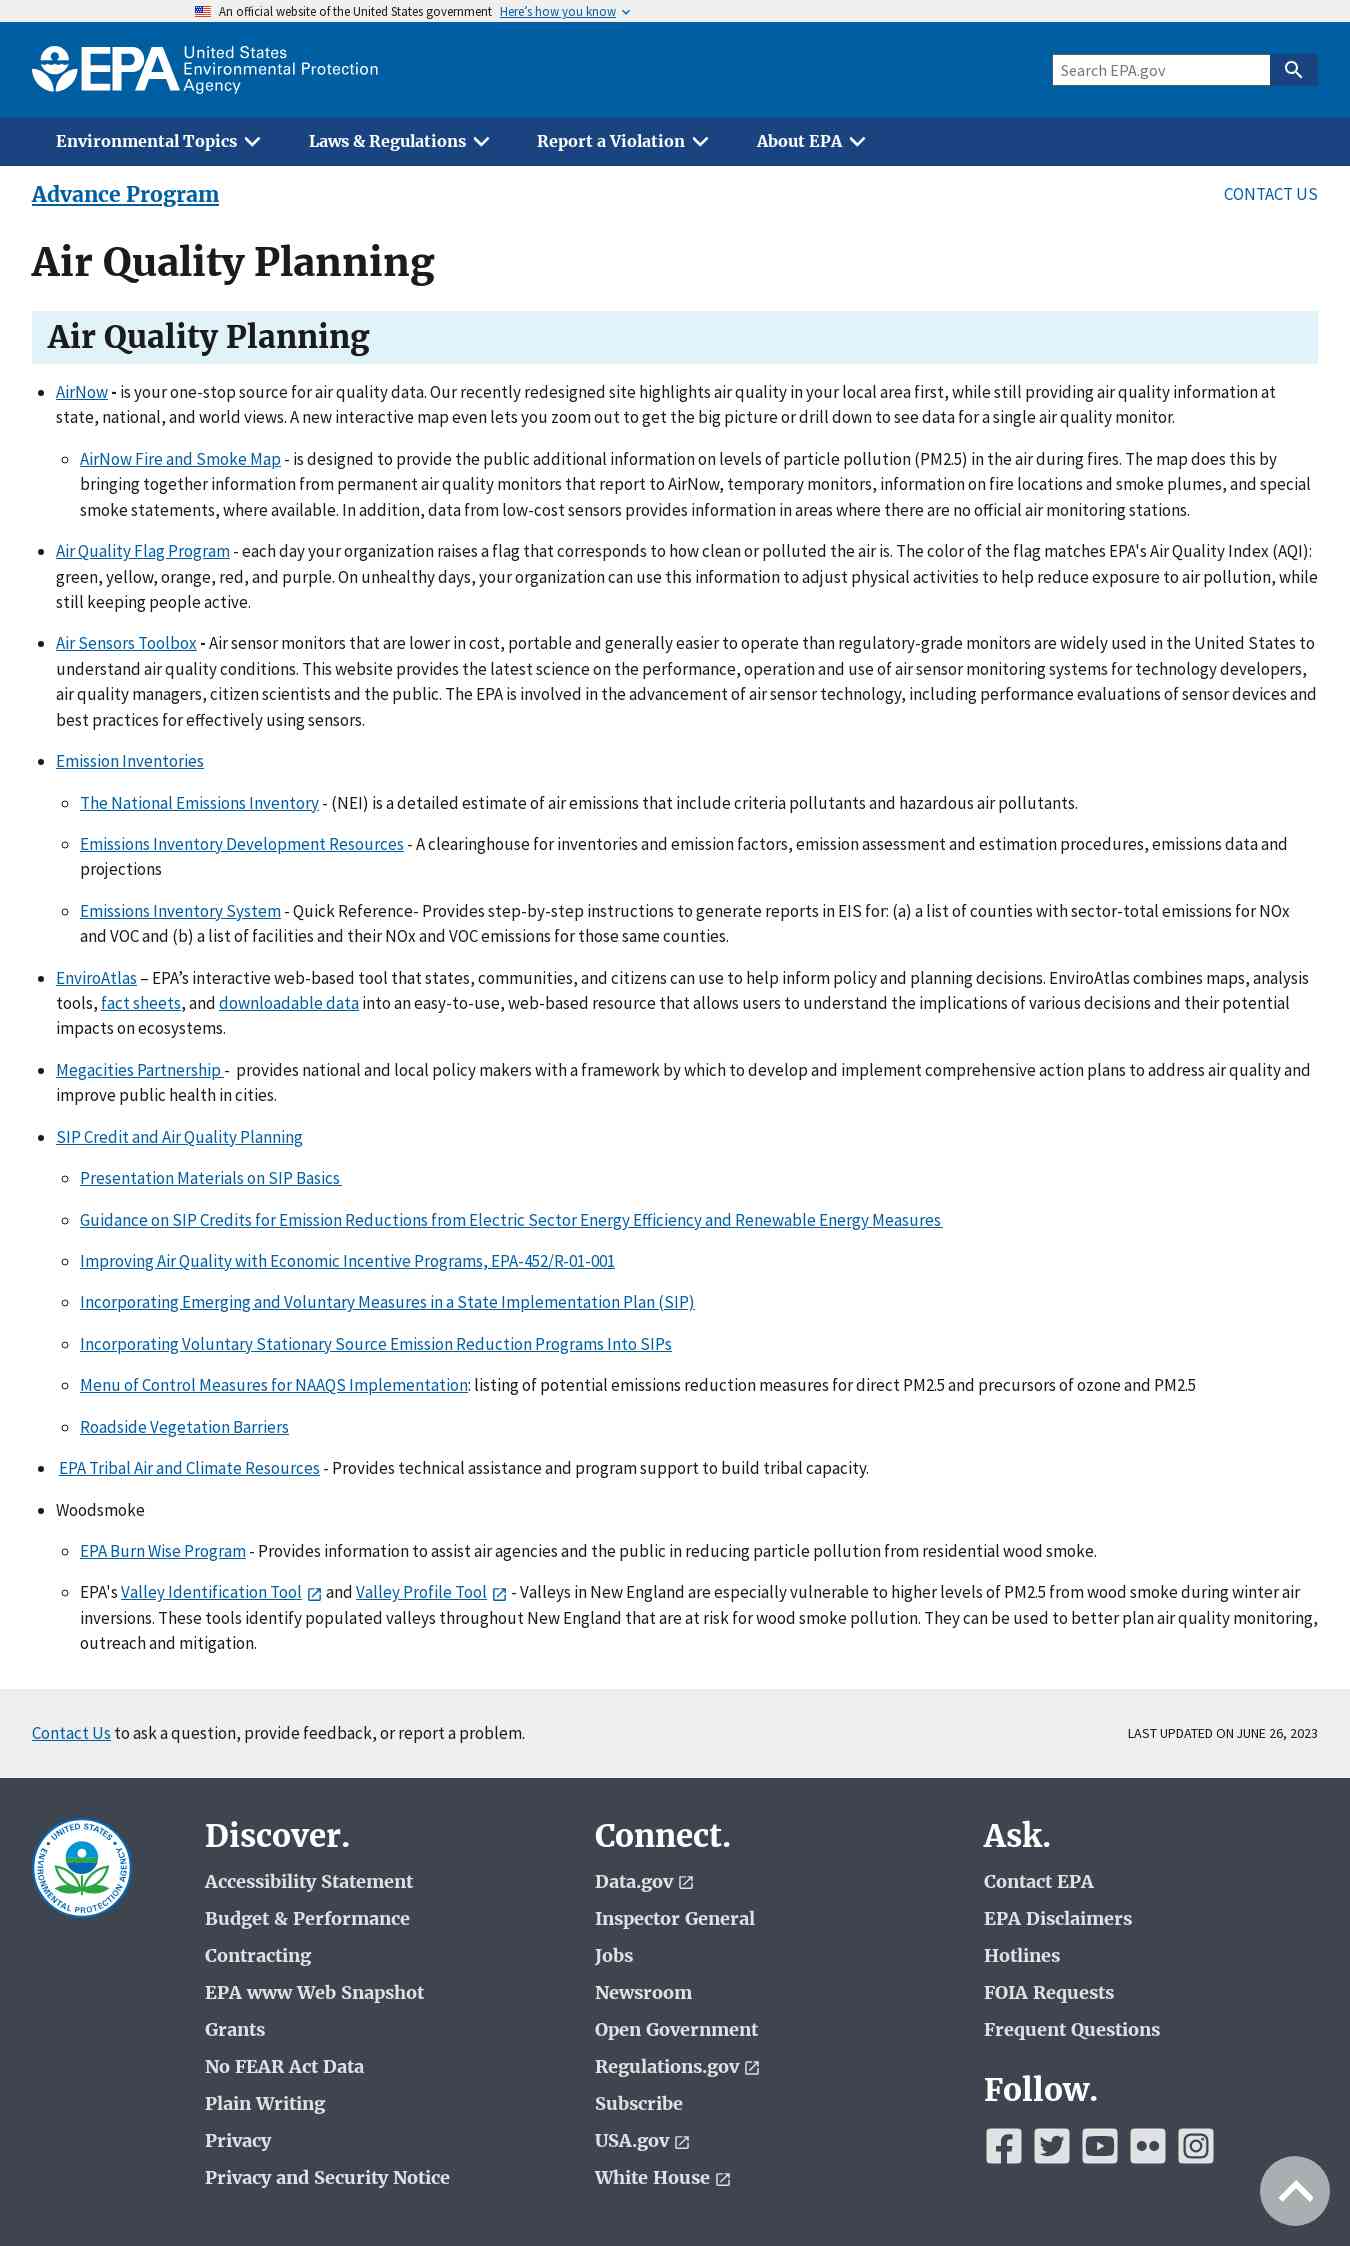 An official website of the United States government Here's how you know
EPA United States
Environmental Protection
Agency
Search EPA.gov
Environmental Topics Laws & Regulations Report a Violation About EPA
Advance Program CONTACT US
Air Quality Planning
Air Quality Planning
AirNow - is your one-stop source for air quality data. Our recently redesigned site highlights air quality in your local area first, while still providing air quality information at
state, national, and world views. A new interactive map even lets you zoom out to get the big picture or drill down to see data for a single air quality monitor.
AirNow Fire and Smoke Map - is designed to provide the public additional information on levels of particle pollution (PM2.5) in the air during fires. The map does this by
bringing together information from permanent air quality monitors that report to AirNow, temporary monitors, information on fire locations and smoke plumes, and special
smoke statements, where available. In addition, data from low-cost sensors provides information in areas where there are no official air monitoring stations.
Air Quality Flag Program - each day your organization raises a flag that corresponds to how clean or polluted the air is. The color of the flag matches EPA's Air Quality Index (AQI):
green, yellow, orange, red, and purple. On unhealthy days, your organization can use this information to adjust physical activities to help reduce exposure to air pollution, while
still keeping people active.
Air Sensors Toolbox - Air sensor monitors that are lower in cost, portable and generally easier to operate than regulatory-grade monitors are widely used in the United States to
understand air quality conditions. This website provides the latest science on the performance, operation and use of air sensor monitoring systems for technology developers,
air quality managers, citizen scientists and the public. The EPA is involved in the advancement of air sensor technology, including performance evaluations of sensor devices and
best practices for effectively using sensors.
Emission Inventories
The National Emissions Inventory - (NEI) is a detailed estimate of air emissions that include criteria pollutants and hazardous air pollutants.
Emissions Inventory Development Resources - A clearinghouse for inventories and emission factors, emission assessment and estimation procedures, emissions data and
projections
Emissions Inventory System - Quick Reference- Provides step-by-step instructions to generate reports in EIS for: (a) a list of counties with sector-total emissions for NOx
and VOC and (b) a list of facilities and their NOx and VOC emissions for those same counties.
EnviroAtlas – EPA’s interactive web-based tool that states, communities, and citizens can use to help inform policy and planning decisions. EnviroAtlas combines maps, analysis
tools, fact sheets, and downloadable data into an easy-to-use, web-based resource that allows users to understand the implications of various decisions and their potential
impacts on ecosystems.
Megacities Partnership - provides national and local policy makers with a framework by which to develop and implement comprehensive action plans to address air quality and
improve public health in cities.
SIP Credit and Air Quality Planning
Presentation Materials on SIP Basics
Guidance on SIP Credits for Emission Reductions from Electric Sector Energy Efficiency and Renewable Energy Measures
Improving Air Quality with Economic Incentive Programs, EPA-452/R-01-001
Incorporating Emerging and Voluntary Measures in a State Implementation Plan (SIP)
Incorporating Voluntary Stationary Source Emission Reduction Programs Into SIPs
Menu of Control Measures for NAAQS Implementation: listing of potential emissions reduction measures for direct PM2.5 and precursors of ozone and PM2.5
Roadside Vegetation Barriers
EPA Tribal Air and Climate Resources - Provides technical assistance and program support to build tribal capacity.
Woodsmoke
EPA Burn Wise Program - Provides information to assist air agencies and the public in reducing particle pollution from residential wood smoke.
EPA's Valley Identification Tool and Valley Profile Tool - Valleys in New England are especially vulnerable to higher levels of PM2.5 from wood smoke during winter air
inversions. These tools identify populated valleys throughout New England that are at risk for wood smoke pollution. They can be used to better plan air quality monitoring,
outreach and mitigation.
Contact Us to ask a question, provide feedback, or report a problem. LAST UPDATED ON JUNE 26, 2023
UNITED STATES
ENVIRONMENTAL PROTECTION AGENCY
Discover.
Accessibility Statement
Budget & Performance
Contracting
EPA www Web Snapshot
Grants
No FEAR Act Data
Plain Writing
Privacy
Privacy and Security Notice
Connect.
Data.gov
Inspector General
Jobs
Newsroom
Open Government
Regulations.gov
Subscribe
USA.gov
White House
Ask.
Contact EPA
EPA Disclaimers
Hotlines
FOIA Requests
Frequent Questions
Follow.